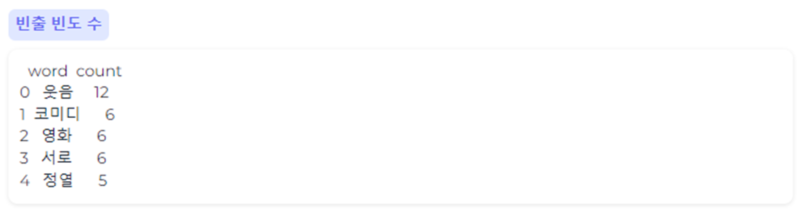 빈출 빈도 수
word count
0 웃음 12
1 코미디 6
2 영화 6
3 서로 6
4 정열 5